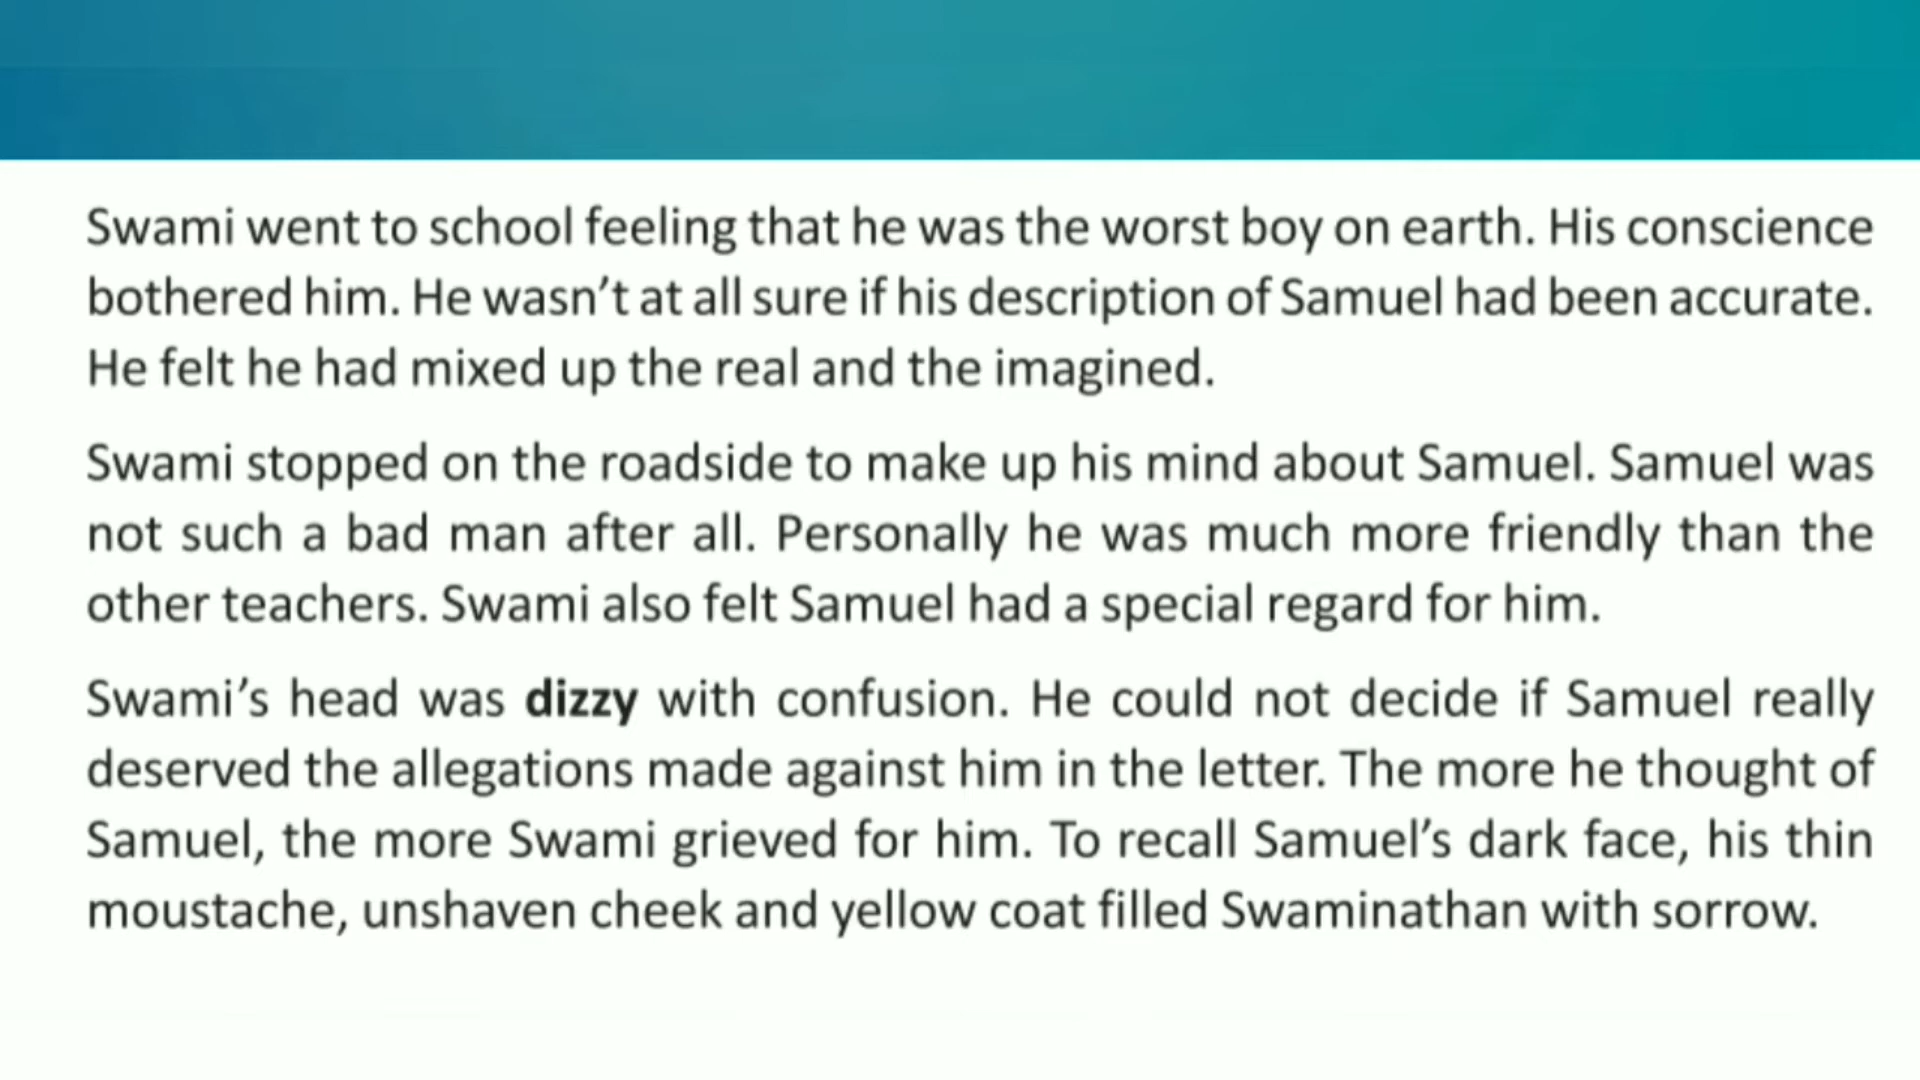 Swami went to school feeling that he was the worst boy on earth. His conscience
bothered him. He wasn’t at all sure if his description of Samuel had been accurate.
He felt he had mixed up the real and the imagined.
Swami stopped on the roadside to make up his mind about Samuel. Samuel was
not such a bad man after all. Personally he was much more friendly than the
other teachers. Swami also felt Samuel had a special regard for him.
Swami’s head was dizzy with confusion. He could not decide if Samuel really
deserved the allegations made against him in the letter. The more he thought of
Samuel, the more Swami grieved for him. To recall Samuel’s dark face, his thin
moustache, unshaven cheek and yellow coat filled Swaminathan with sorrow.